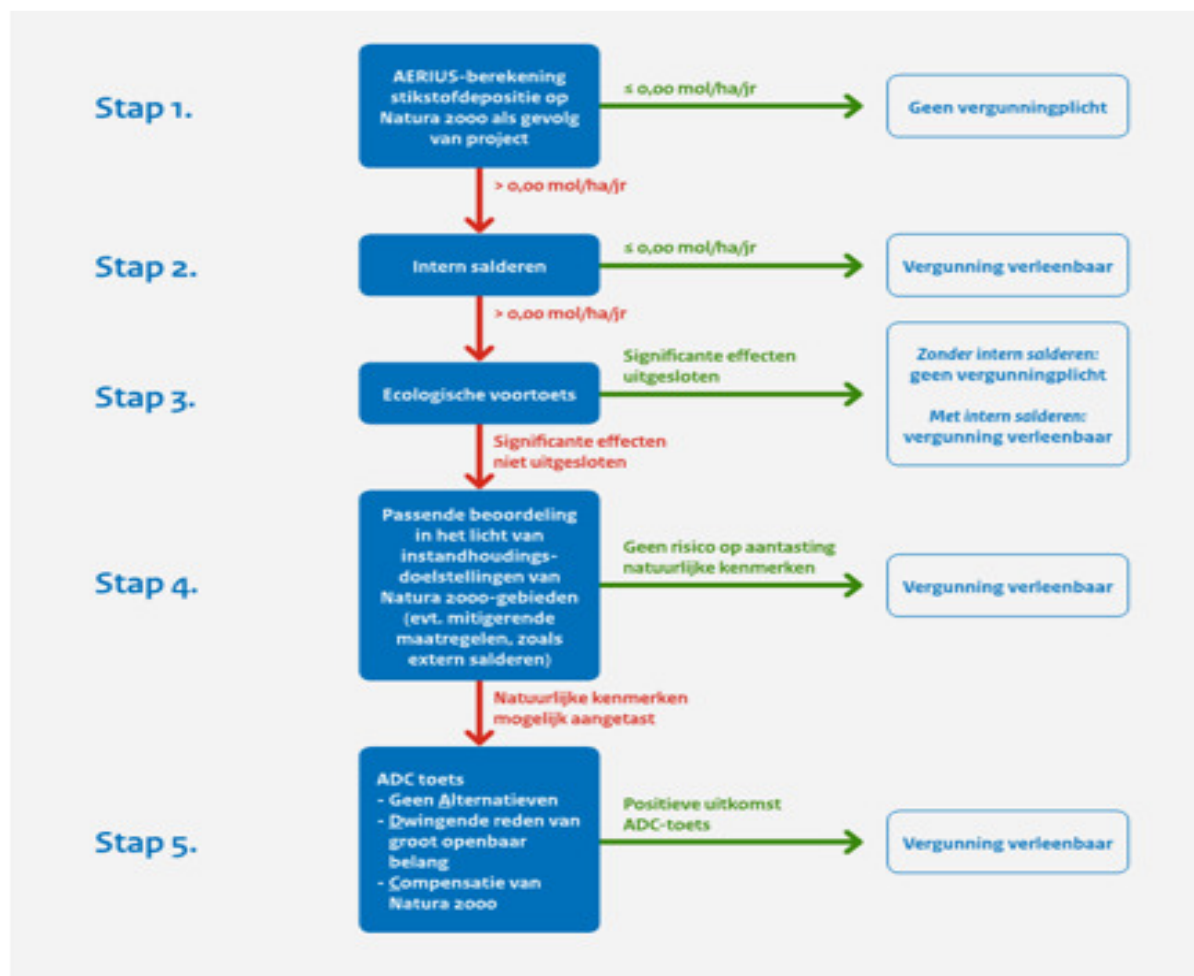 Stap 1.
AERIUS-berekening
stikstofdepositie op
Natura 2000 als gevolg
van project
≤ 0,00 mol/ha/jr
Geen vergunningplicht
> 0,00 mol/ha/jr
Stap 2.
Intern salderen
≤ 0,00 mol/ha/jr
Vergunning verleenbaar
> 0,00 mol/ha/jr
Stap 3.
Ecologische voortoets
Significante effecten
uitgesloten
Zonder intern salderen:
geen vergunningplicht
Met intern salderen:
vergunning verleenbaar
Significante effecten
niet uitgesloten
Stap 4.
Passende beoordeling
in het licht van
instandhoudings-
doelstellingen van
Natura 2000-gebieden
(evt. mitigerende
maatregelen, zoals
extern salderen)
Geen risico op aantasting
natuurlijke kenmerken
Vergunning verleenbaar
Natuurlijke kenmerken
mogelijk aangetast
Stap 5.
ADC toets
- Geen Alternatieven
- Dwingende reden van
groot openbaar
belang
- Compensatie van
Natura 2000
Positieve uitkomst
ADC-toets
Vergunning verleenbaar